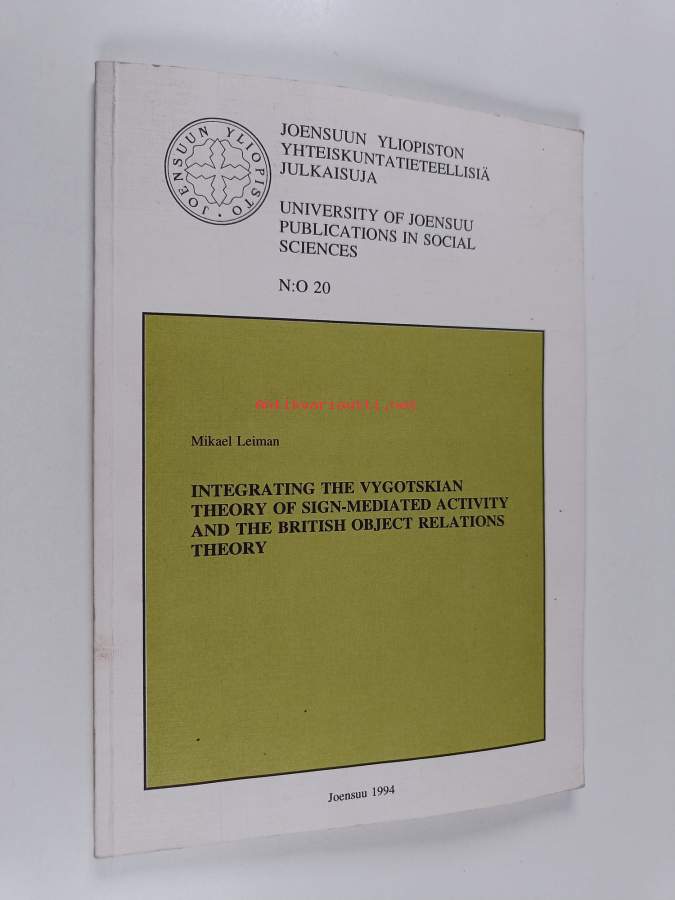 JOENSUUN YLIOPISTO
JOENSUUN YLIOPISTON
YHTEISKUNTATIETEELLISIÄ
JULKAISUJA
UNIVERSITY OF JOENSUU
PUBLICATIONS IN SOCIAL
SCIENCES
N:O 20
antikvariaatti.net
Mikael Leiman
INTEGRATING THE VYGOTSKIAN
THEORY OF SIGN-MEDIATED ACTIVITY
AND THE BRITISH OBJECT RELATIONS
THEORY
Joensuu 1994